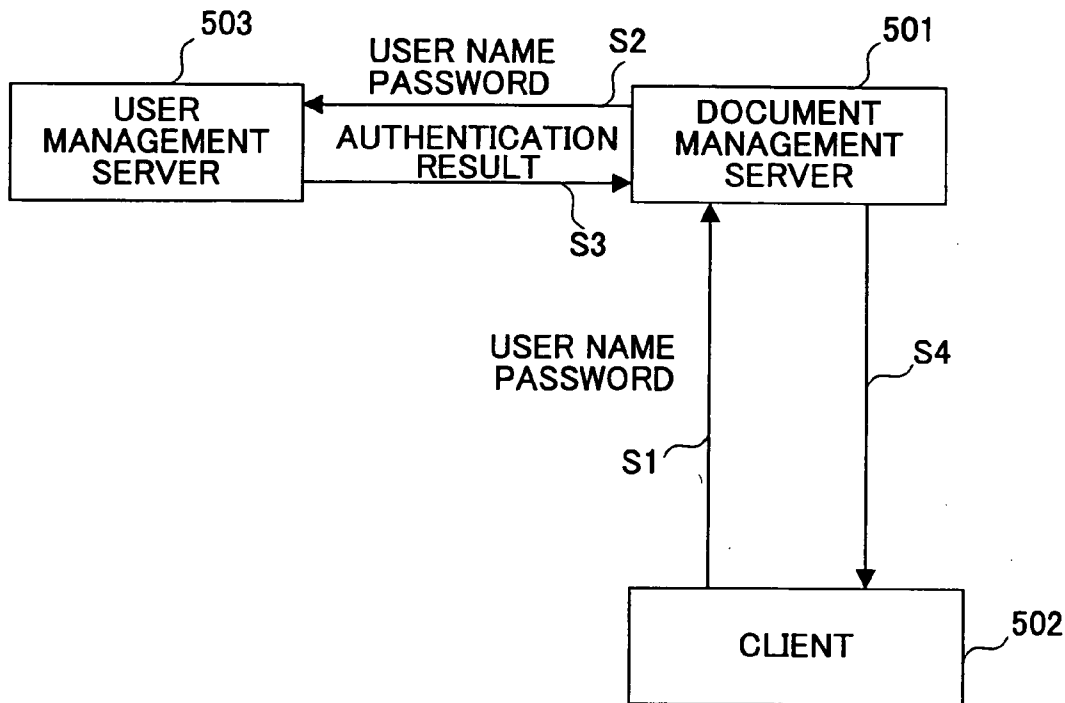 503
USER
MANAGEMENT
SERVER
USER NAME
PASSWORD
S2
AUTHENTICATION
RESULT
S3
501
DOCUMENT
MANAGEMENT
SERVER
USER NAME
PASSWORD
S1
S4
CLIENT
502